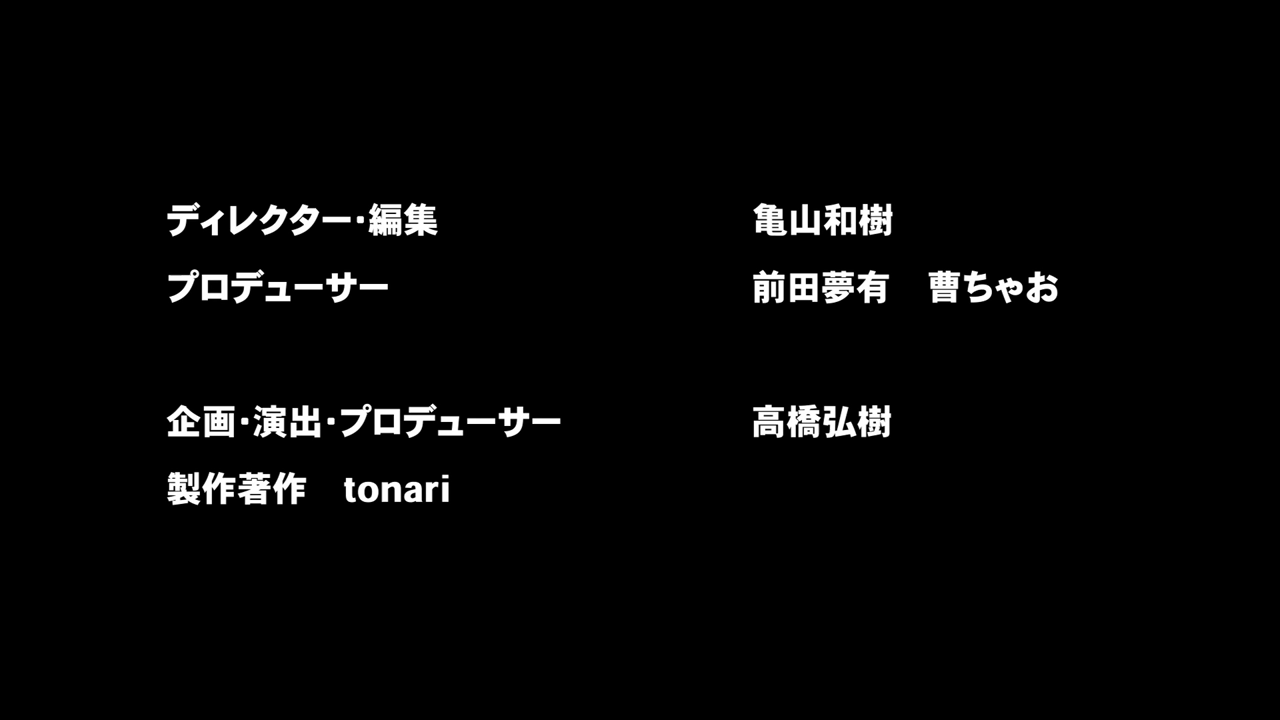 ディレクター・編集　亀山和樹
プロデューサー　前田夢有　曹ちゃお
企画・演出・プロデューサー　高橋弘樹
製作著作　tonari